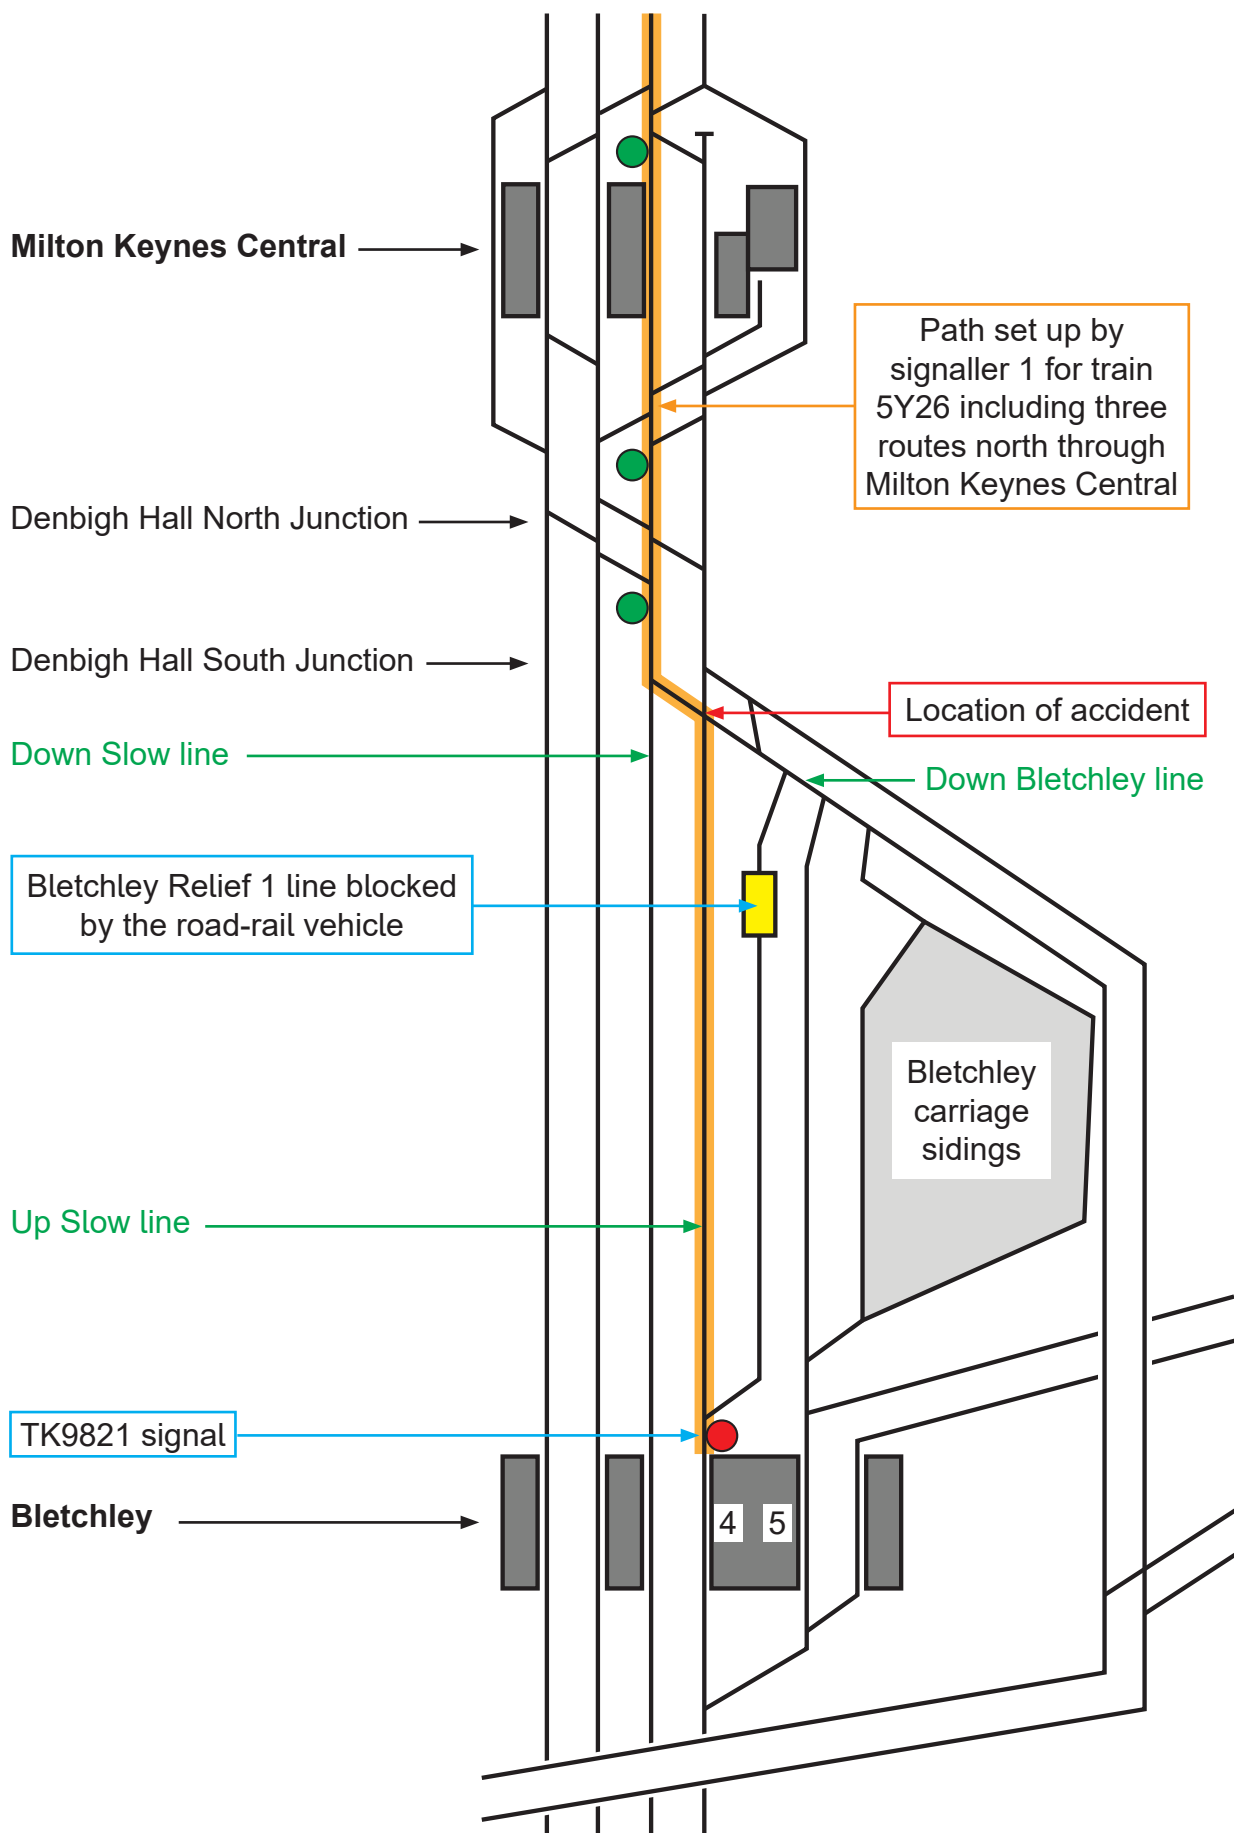 Milton Keynes Central
Path set up by
signaller 1 for train
5Y26 including three
routes north through
Milton Keynes Central
Denbigh Hall North Junction
Denbigh Hall South Junction
Location of accident
Down Slow line
Down Bletchley line
Bletchley Relief 1 line blocked
by the road-rail vehicle
Bletchley
carriage
sidings
Up Slow line
TK9821 signal
Bletchley
4 5